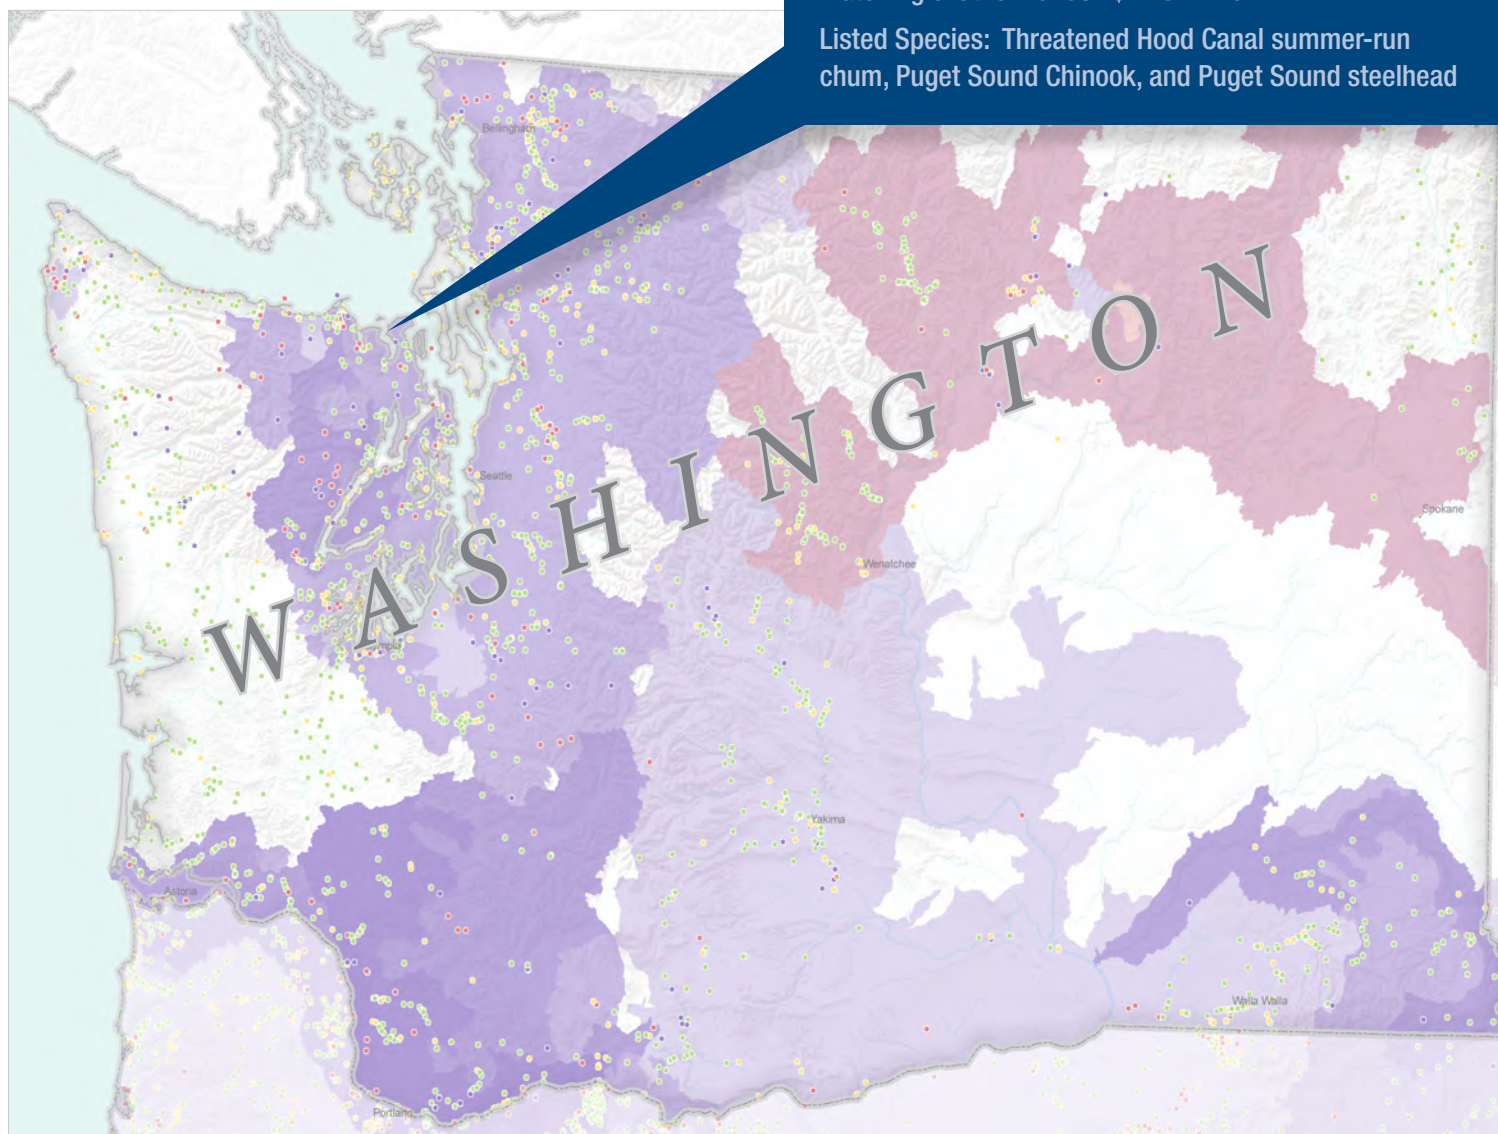 Listed Species: Threatened Hood Canal summer-run
chum, Puget Sound Chinook, and Puget Sound steelhead
Bellingham
WASHINGTON
Seattle
Spokane
Wenatchee
Yakima
Astoria
Walla Walla
Portland